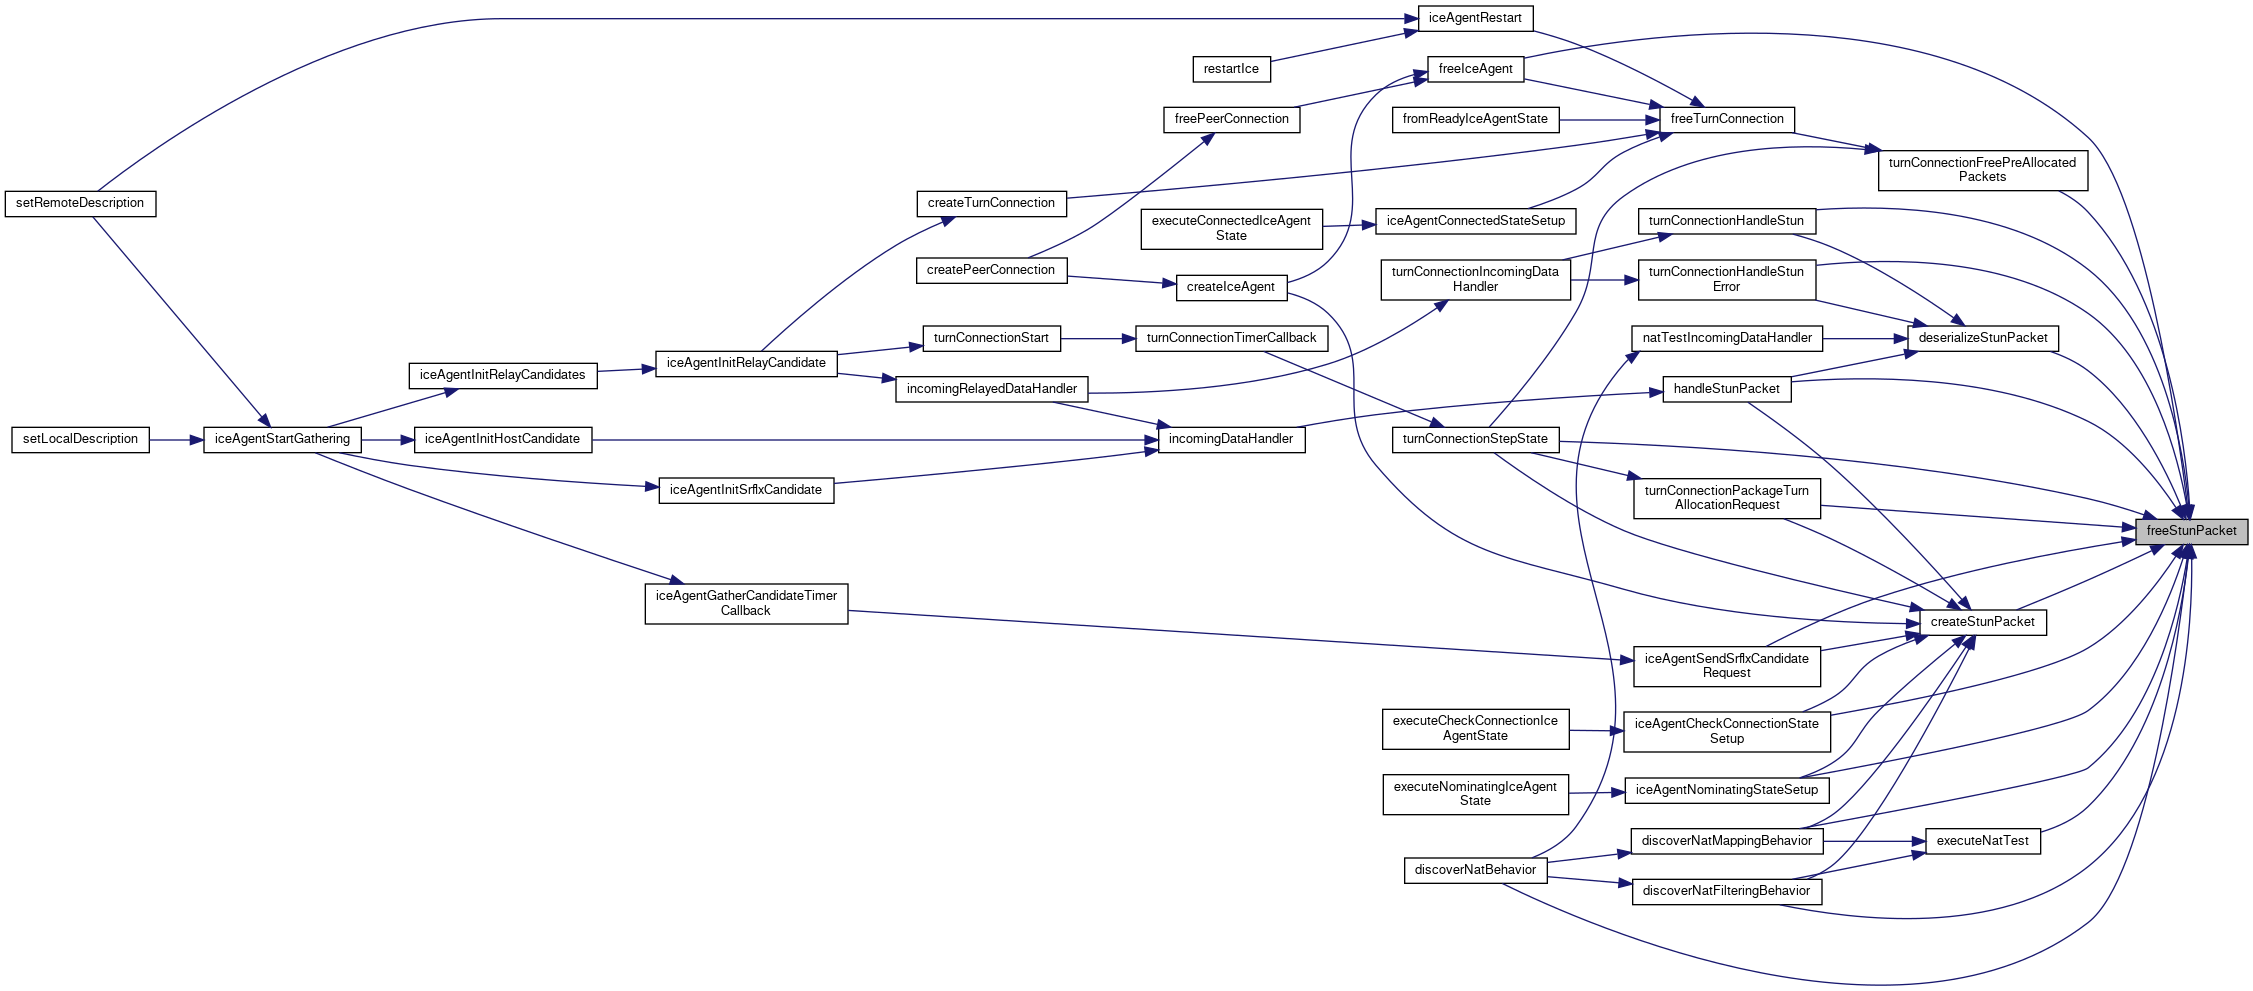 iceAgentRestart
restartIce
freeIceAgent
freePeerConnection
fromReadyIceAgentState
freeTurnConnection
turnConnectionFreePreAllocated
Packets
setRemoteDescription
createTurnConnection
executeConnectedIceAgent
State
iceAgentConnectedStateSetup
turnConnectionHandleStun
createPeerConnection
createIceAgent
turnConnectionIncomingData
Handler
turnConnectionHandleStun
Error
turnConnectionStart
turnConnectionTimerCallback
natTestIncomingDataHandler
deserializeStunPacket
iceAgentInitRelayCandidates
iceAgentInitRelayCandidate
incomingRelayedDataHandler
handleStunPacket
setLocalDescription
iceAgentStartGathering
iceAgentInitHostCandidate
incomingDataHandler
turnConnectionStepState
iceAgentInitSrflxCandidate
turnConnectionPackageTurn
AllocationRequest
freeStunPacket
iceAgentGatherCandidateTimer
Callback
createStunPacket
iceAgentSendSrflxCandidate
Request
executeCheckConnectionIce
AgentState
iceAgentCheckConnectionState
Setup
executeNominatingIceAgent
State
iceAgentNominatingStateSetup
discoverNatMappingBehavior
executeNatTest
discoverNatBehavior
discoverNatFilteringBehavior